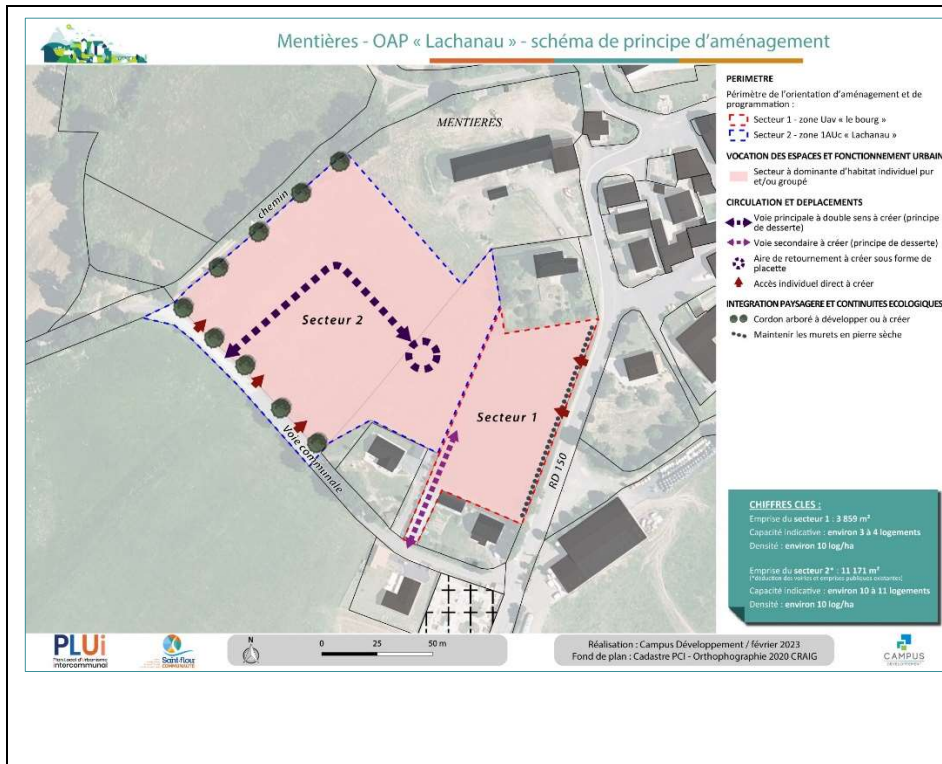 Mentières - OAP « Lachanau » - schéma de principe d'aménagement
MENTIERES
chemin
Secteur 2
Secteur 1
Voie communale
RD 150
PERIMETRE
Périmètre de l'orientation d'aménagement et de
programmation :
Secteur 1 - zone Uav « le bourg »
Secteur 2 - zone 1AUc « Lachanau »
VOCATION DES ESPACES ET FONCTIONNEMENT URBAIN
Secteur à dominante d'habitat individuel pur
et/ou groupé
CIRCULATION ET DEPLACEMENTS
Voie principale à double sens à créer (principe
de desserte)
Voie secondaire à créer (principe de desserte)
Aire de retournement à créer sous forme de
placette
Accès individuel direct à créer
INTEGRATION PAYSAGERE ET CONTINUITES ECOLOGIQUES
Cordon arboré à développer ou à créer
Maintenir les murets en pierre sèche
CHIFFRES CLES :
Emprise du secteur 1 : 3 859 m²
Capacité indicative : environ 3 à 4 logements
Densité : environ 10 log/ha
Emprise du secteur 2* : 11 171 m²
(*déduction des voiries et emprises publiques existantes)
Capacité indicative : environ 10 à 11 logements
Densité : environ 10 log/ha
PLUi
Plan Local d'Urbanisme
intercommunal
Saint-flour
COMMUNAUTÉ
N
0 25 50 m
Réalisation : Campus Développement / février 2023
Fond de plan : Cadastre PCI - Orthophographie 2020 CRAIG
CAMPUS
DÉVELOPPEMENT